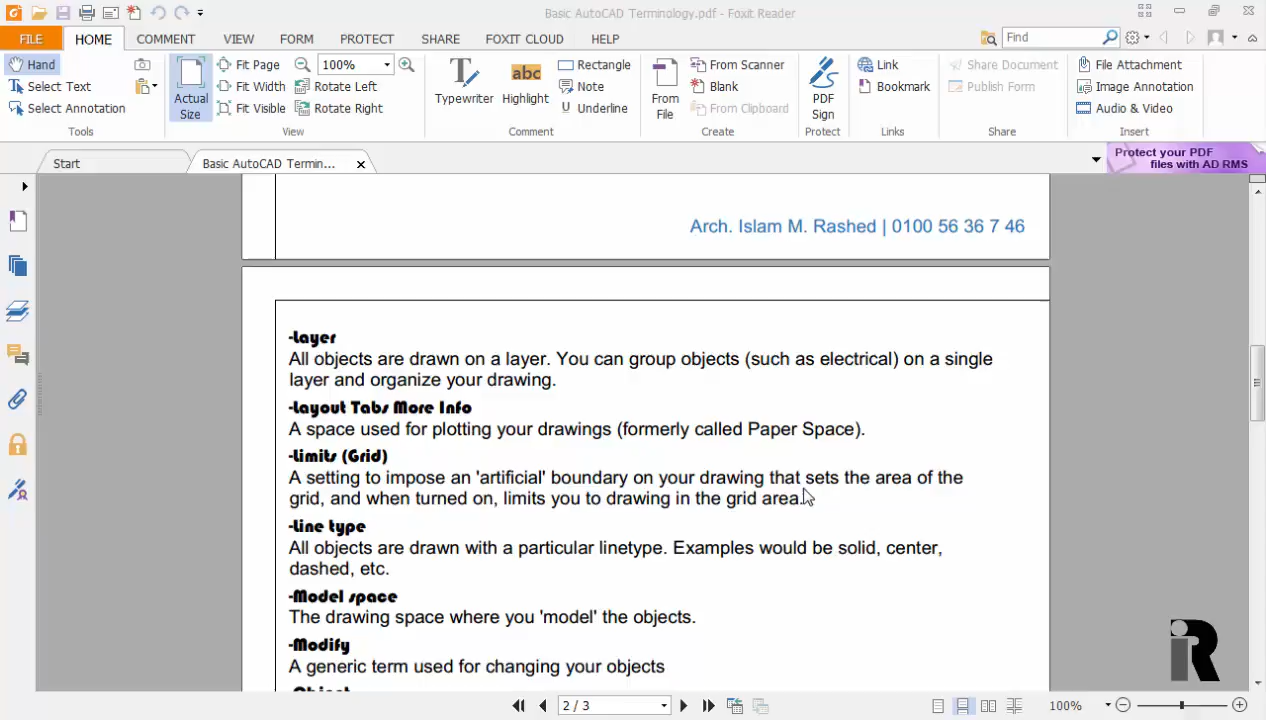 Basic AutoCAD Terminology.pdf - Foxit Reader
FILE HOME COMMENT VIEW FORM PROTECT SHARE FOXIT CLOUD HELP Find
Hand
Select Text
Select Annotation
Tools
Actual
Size
Fit Page
Fit Width
Fit Visible
100%
Rotate Left
Rotate Right
View
Typewriter
abc
Highlight
Rectangle
Note
Underline
Comment
From
File
From Scanner
Blank
From Clipboard
Create
PDF
Sign
Protect
Link
Bookmark
Links
Share Document
Publish Form
Share
File Attachment
Image Annotation
Audio & Video
Insert
Start
Basic AutoCAD Termin...
Protect your PDF
files with AD RMS
Arch. Islam M. Rashed | 0100 56 36 7 46
-Layer
All objects are drawn on a layer. You can group objects (such as electrical) on a single
layer and organize your drawing.
-Layout Tabs More Info
A space used for plotting your drawings (formerly called Paper Space).
-Limits (Grid)
A setting to impose an 'artificial' boundary on your drawing that sets the area of the
grid, and when turned on, limits you to drawing in the grid area.
-Line type
All objects are drawn with a particular linetype. Examples would be solid, center,
dashed, etc.
-Model space
The drawing space where you 'model' the objects.
-Modify
A generic term used for changing your objects
-Object
iR
2 / 3
100%